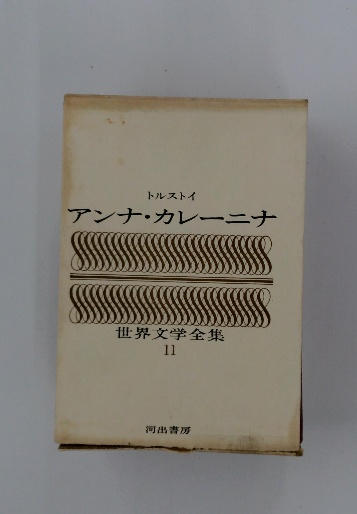 トルストイ
アンナ・カレーニナ
世界文学全集
11
河出書房